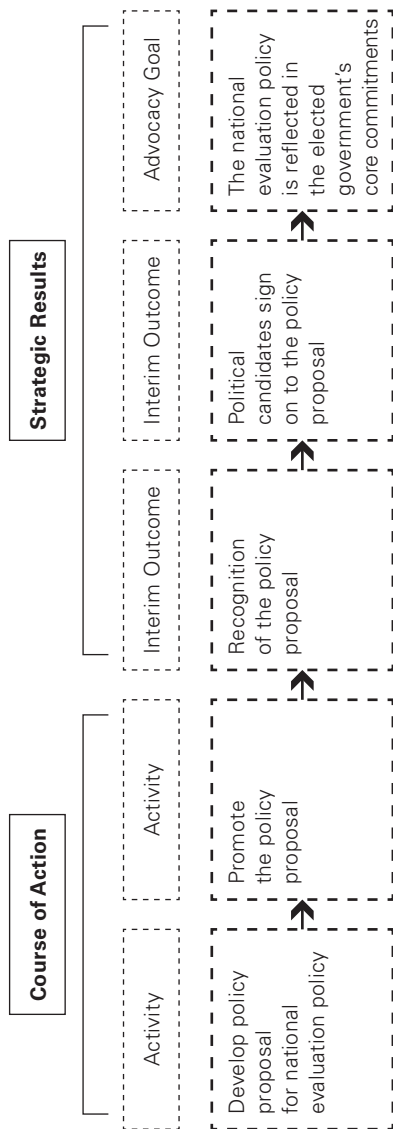 Course of Action
Strategic Results
Activity
Activity
Interim Outcome
Interim Outcome
Advocacy Goal
Develop policy
proposal
for national
evaluation policy
Promote
the policy
proposal
Recognition
of the policy
proposal
Political
candidates sign
on to the policy
proposal
The national
evaluation policy
is reflected in
the elected
government's
core commitments